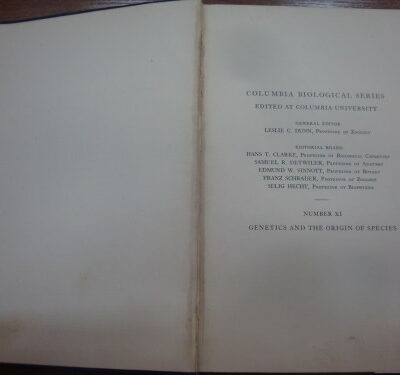 COLUMBIA BIOLOGICAL SERIES
EDITED AT COLUMBIA UNIVERSITY
GENERAL EDITOR
LESLIE C. DUNN, PROFESSOR OF ZOOLOGY
EDITORIAL BOARD
HANS T. CLARKE, PROFESSOR OF BIOLOGICAL CHEMISTRY
SAMUEL R. DETWILER, PROFESSOR OF ANATOMY
EDMUND W. SINNOTT, PROFESSOR OF BOTANY
FRANZ SCHRADER, PROFESSOR OF ZOOLOGY
SELIG HECHT, PROFESSOR OF BIOPHYSICS
NUMBER XI
GENETICS AND THE ORIGIN OF SPECIES